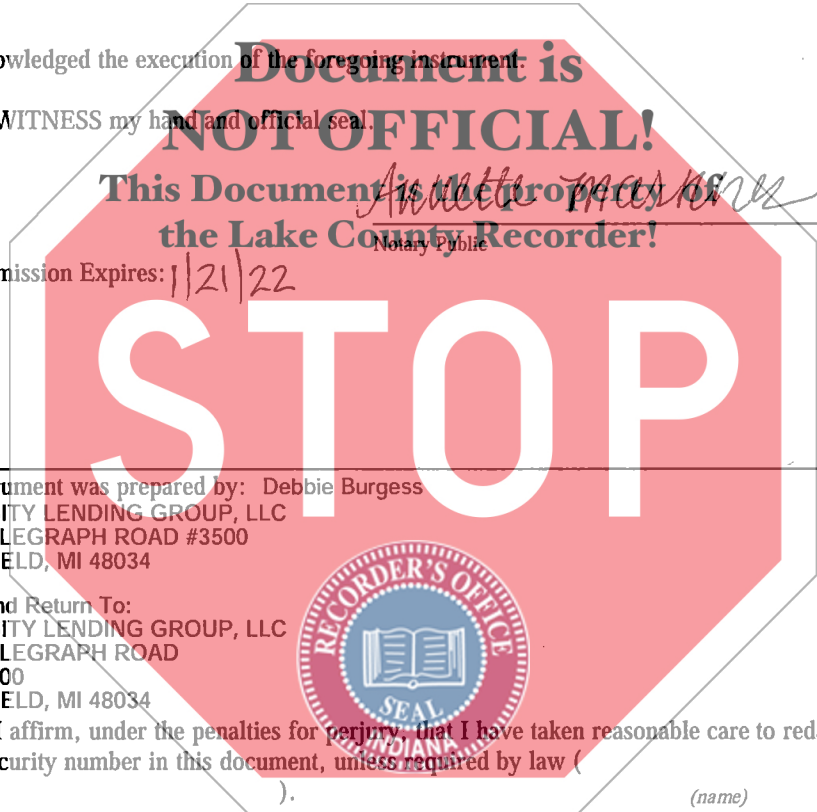 owledged the execution of the foregoing instrument.
Document is
WITNESS my hand and official seal.
NOT OFFICIAL!
This Document is the property of
Annette
the Lake County Recorder!
Notary Public
mission Expires: 1/21/22
STOP
ument was prepared by: Debbie Burgess
ITY LENDING GROUP, LLC
LEGRAPH ROAD #3500
ELD, MI 48034
nd Return To:
ITY LENDING GROUP, LLC
LEGRAPH ROAD
00
ELD, MI 48034
RECORDER'S OFFICE
SEAL
INDIANA
I affirm, under the penalties for perjury, that I have taken reasonable care to red
curity number in this document, unless required by law (
).
(name)